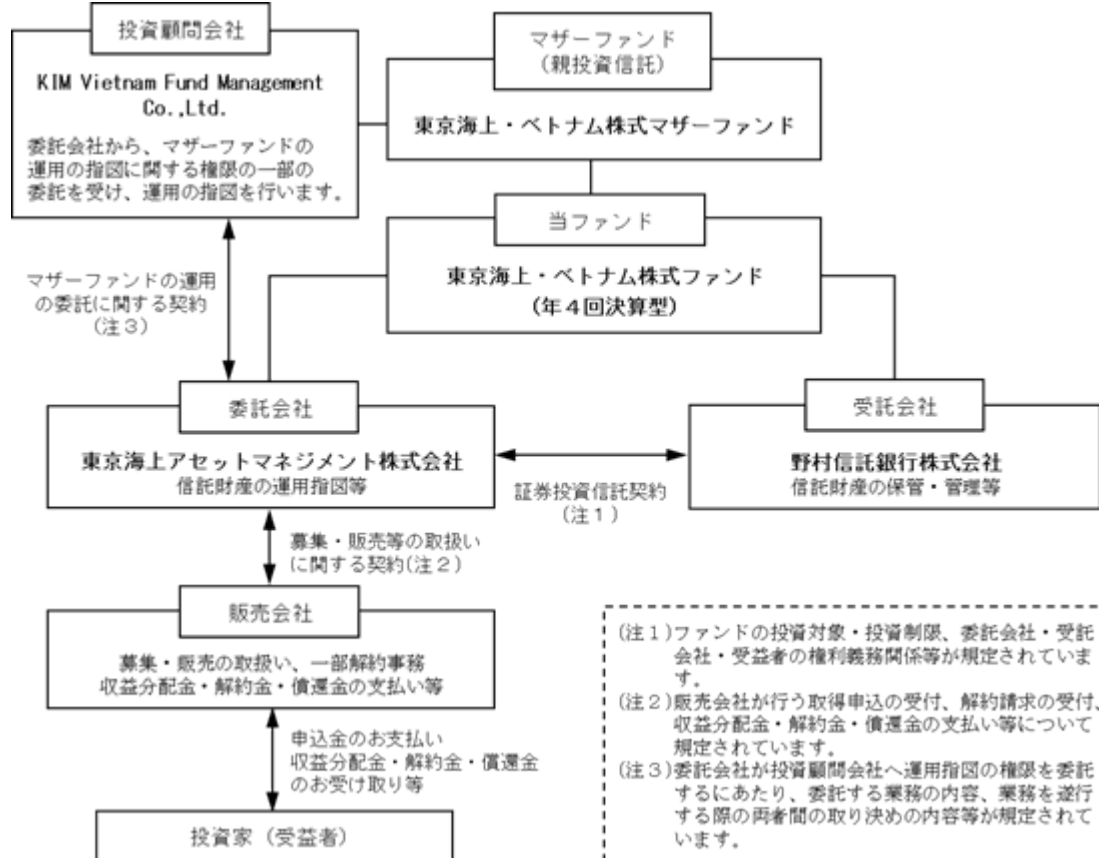 投資顧問会社
KIM Vietnam Fund Management
Co.,Ltd.
委託会社から、マザーファンドの
運用の指図に関する権限の一部の
委託を受け、運用の指図を行います。
マザーファンド
（親投資信託）
東京海上・ベトナム株式マザーファンド
当ファンド
東京海上・ベトナム株式ファンド
（年４回決算型）
マザーファンドの運用
の委託に関する契約
(注３)
委託会社
東京海上アセットマネジメント株式会社
信託財産の運用指図等
証券投資信託契約
(注１)
受託会社
野村信託銀行株式会社
信託財産の保管・管理等
募集・販売等の取扱い
に関する契約(注２)
販売会社
募集・販売の取扱い、一部解約事務
収益分配金・解約金・償還金の支払い等
申込金のお支払い
収益分配金・解約金・償還金
のお受け取り等
投資家（受益者）
(注１)ファンドの投資対象・投資制限、委託会社・受託
会社・受益者の権利義務関係等が規定されていま
す。
(注２)販売会社が行う取得申込の受付、解約請求の受付、
収益分配金・解約金・償還金の支払い等について
規定されています。
(注３)委託会社が投資顧問会社へ運用指図の権限を委託
するにあたり、委託する業務の内容、業務を遂行
する際の両者間の取り決めの内容等が規定されて
います。